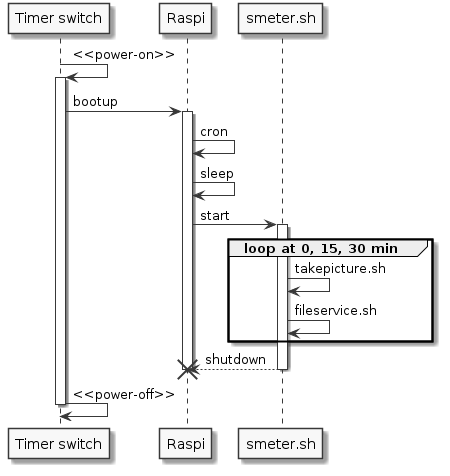 Timer switch Raspi smeter.sh
<<power-on>>
bootup
cron
sleep
start
loop at 0, 15, 30 min
takepicture.sh
fileservice.sh
shutdown
<<power-off>>
Timer switch Raspi smeter.sh